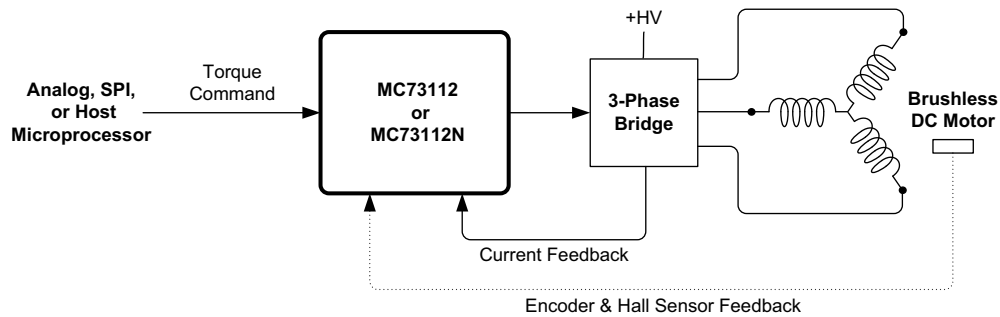 +HV
Analog, SPI,
or Host
Microprocessor
Torque
Command
MC73112
or
MC73112N
3-Phase
Bridge
Brushless
DC Motor
Current Feedback
Encoder & Hall Sensor Feedback